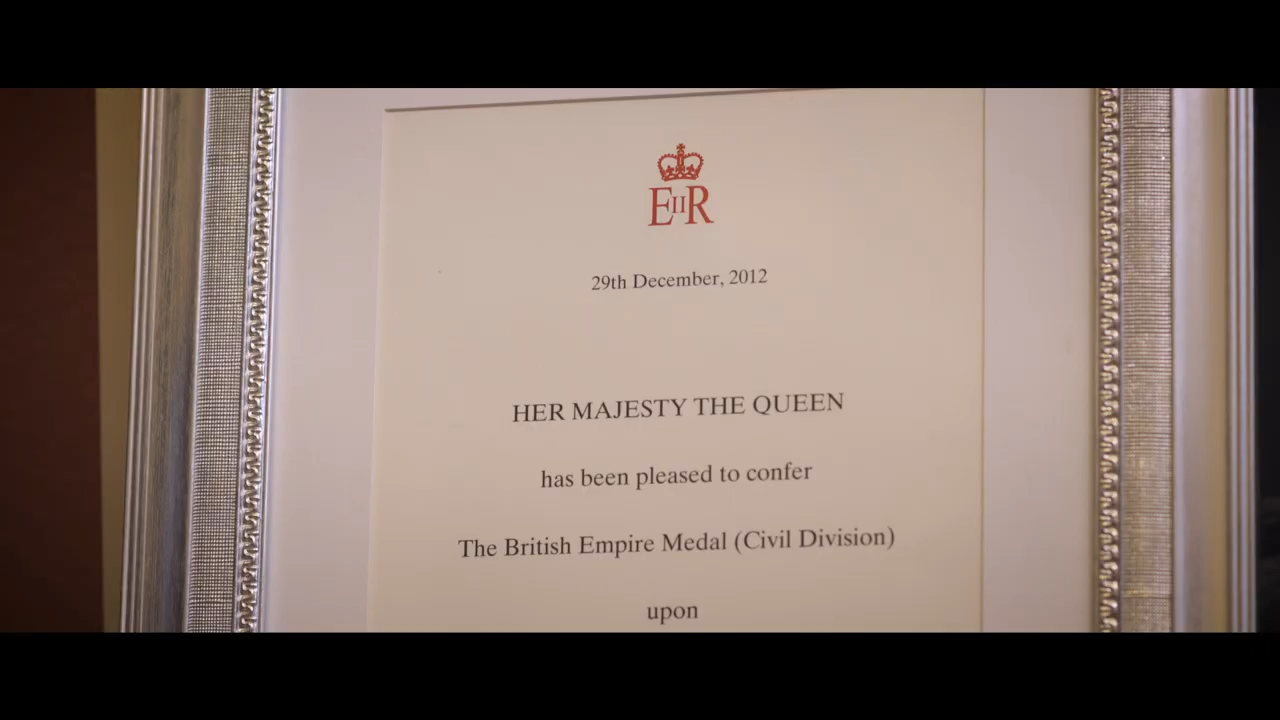 EIIR
29th December, 2012
HER MAJESTY THE QUEEN
has been pleased to confer
The British Empire Medal (Civil Division)
upon